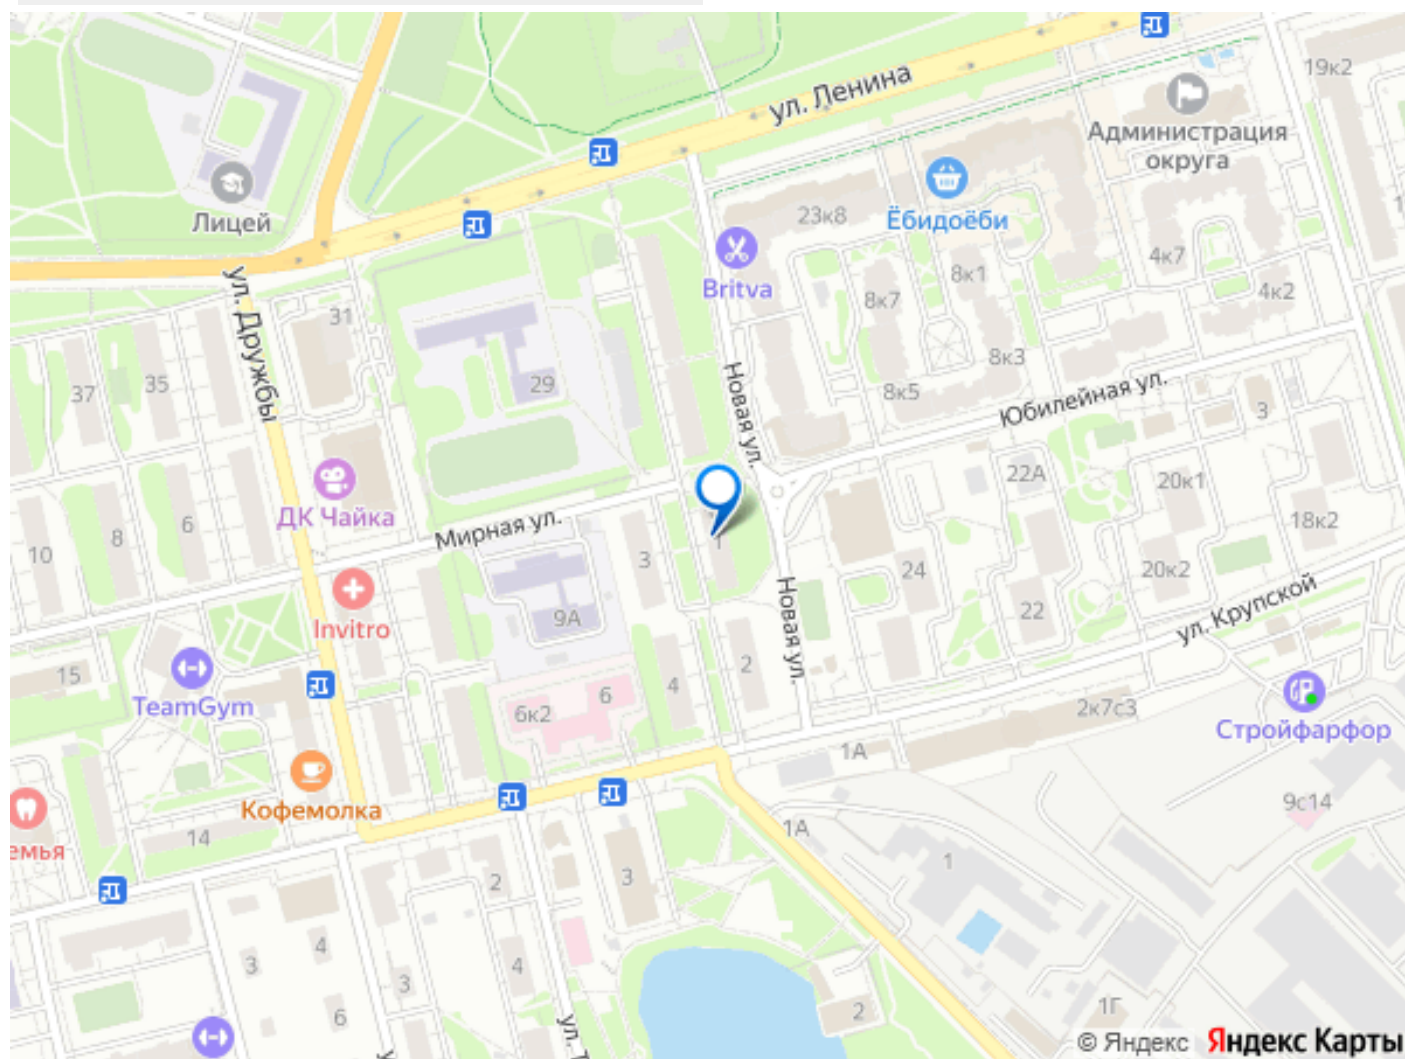 ул. Ленина
19к2
Администрация
округа
Лицей
23к8
Ёбидоёби
Britva
8к7
8к1
4к7
4к2
ул. Дружбы
31
37
35
29
Новая ул.
8к5
8к3
Юбилейная ул.
3
ДК Чайка
Мирная ул.
22А
20к1
18к2
10
8
6
3
1
24
20к2
Invitro
9А
Новая ул.
22
ул. Крупской
15
TeamGym
6к2
6
4
2
2к7с3
Стройфарфор
1А
Кофемолка
14
емья
9с14
1А
1
2
3
3
4
3
4
6
2
1Г
© Яндекс Яндекс Карты